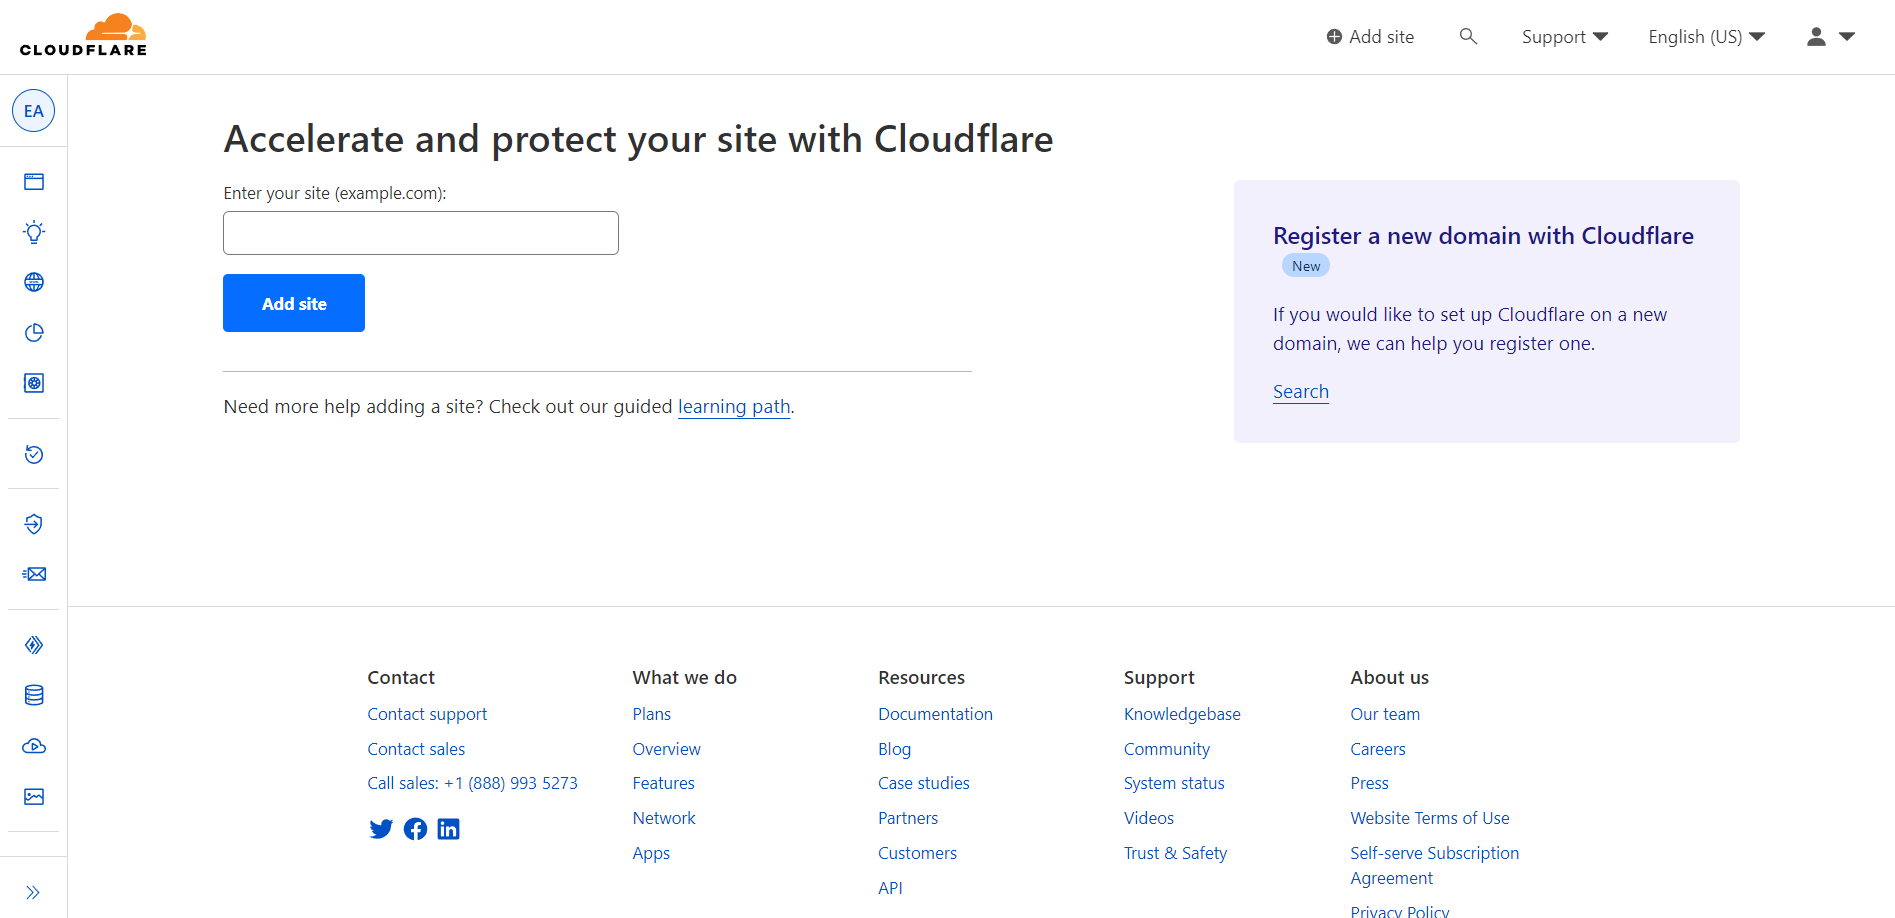 CLOUDFLARE
Add site
Support
English (US)
EA
Accelerate and protect your site with Cloudflare
Enter your site (example.com):
Add site
Need more help adding a site? Check out our guided learning path.
Register a new domain with Cloudflare
New
If you would like to set up Cloudflare on a new
domain, we can help you register one.
Search
Contact
Contact support
Contact sales
Call sales: +1 (888) 993 5273
What we do
Plans
Overview
Features
Network
Apps
Resources
Documentation
Blog
Case studies
Partners
Customers
API
Support
Knowledgebase
Community
System status
Videos
Trust & Safety
About us
Our team
Careers
Press
Website Terms of Use
Self-serve Subscription
Agreement
Privacy Policy